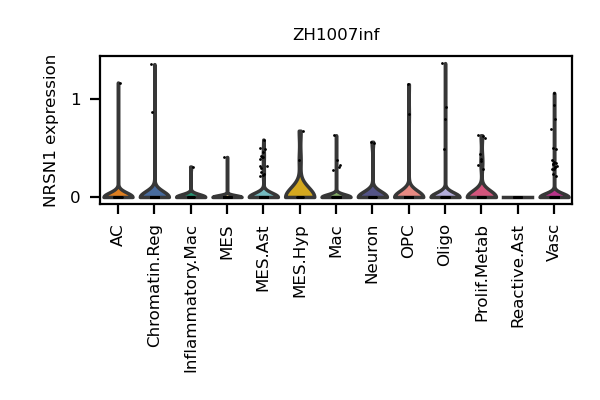 ZH1007inf
NRSN1 expression
1
0
AC
Chromatin.Reg
Inflammatory.Mac
MES
MES.Ast
MES.Hyp
Mac
Neuron
OPC
Oligo
Prolif.Metab
Reactive.Ast
Vasc